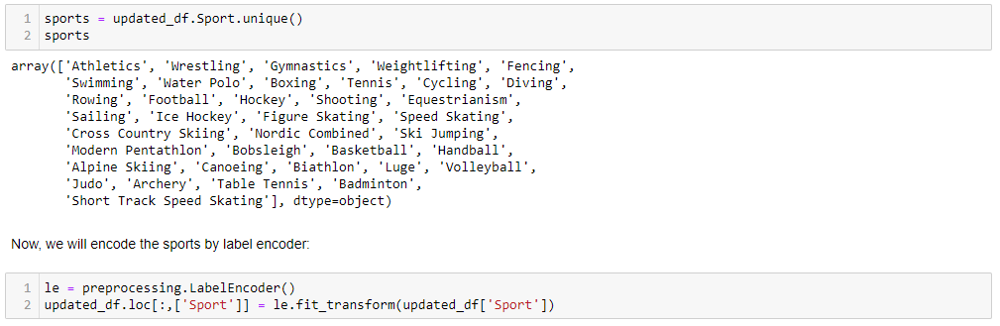 1 sports = updated_df.Sport.unique()
2 sports
array(['Athletics', 'Wrestling', 'Gymnastics', 'Weightlifting', 'Fencing',
'Swimming', 'Water Polo', 'Boxing', 'Tennis', 'Cycling', 'Diving',
'Rowing', 'Football', 'Hockey', 'Shooting', 'Equestrianism',
'Sailing', 'Ice Hockey', 'Figure Skating', 'Speed Skating',
'Cross Country Skiing', 'Nordic Combined', 'Ski Jumping',
'Modern Pentathlon', 'Bobsleigh', 'Basketball', 'Handball',
'Alpine Skiing', 'Canoeing', 'Biathlon', 'Luge', 'Volleyball',
'Judo', 'Archery', 'Table Tennis', 'Badminton',
'Short Track Speed Skating'], dtype=object)
Now, we will encode the sports by label encoder:
1 le = preprocessing.LabelEncoder()
2 updated_df.loc[:,['Sport']] = le.fit_transform(updated_df['Sport'])